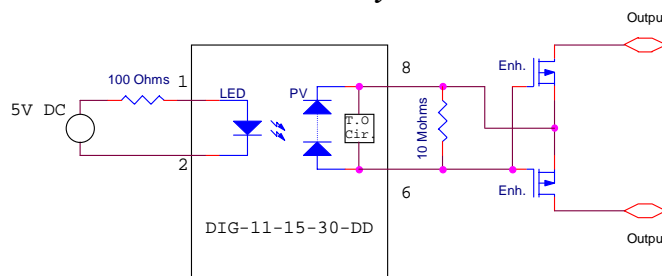 Outpu
100 Ohms
1
8
Enh.
LED
PV
5V DC
T.O
Cir.
10 Mohms
2
6
Enh.
DIG-11-15-30-DD
Outpu